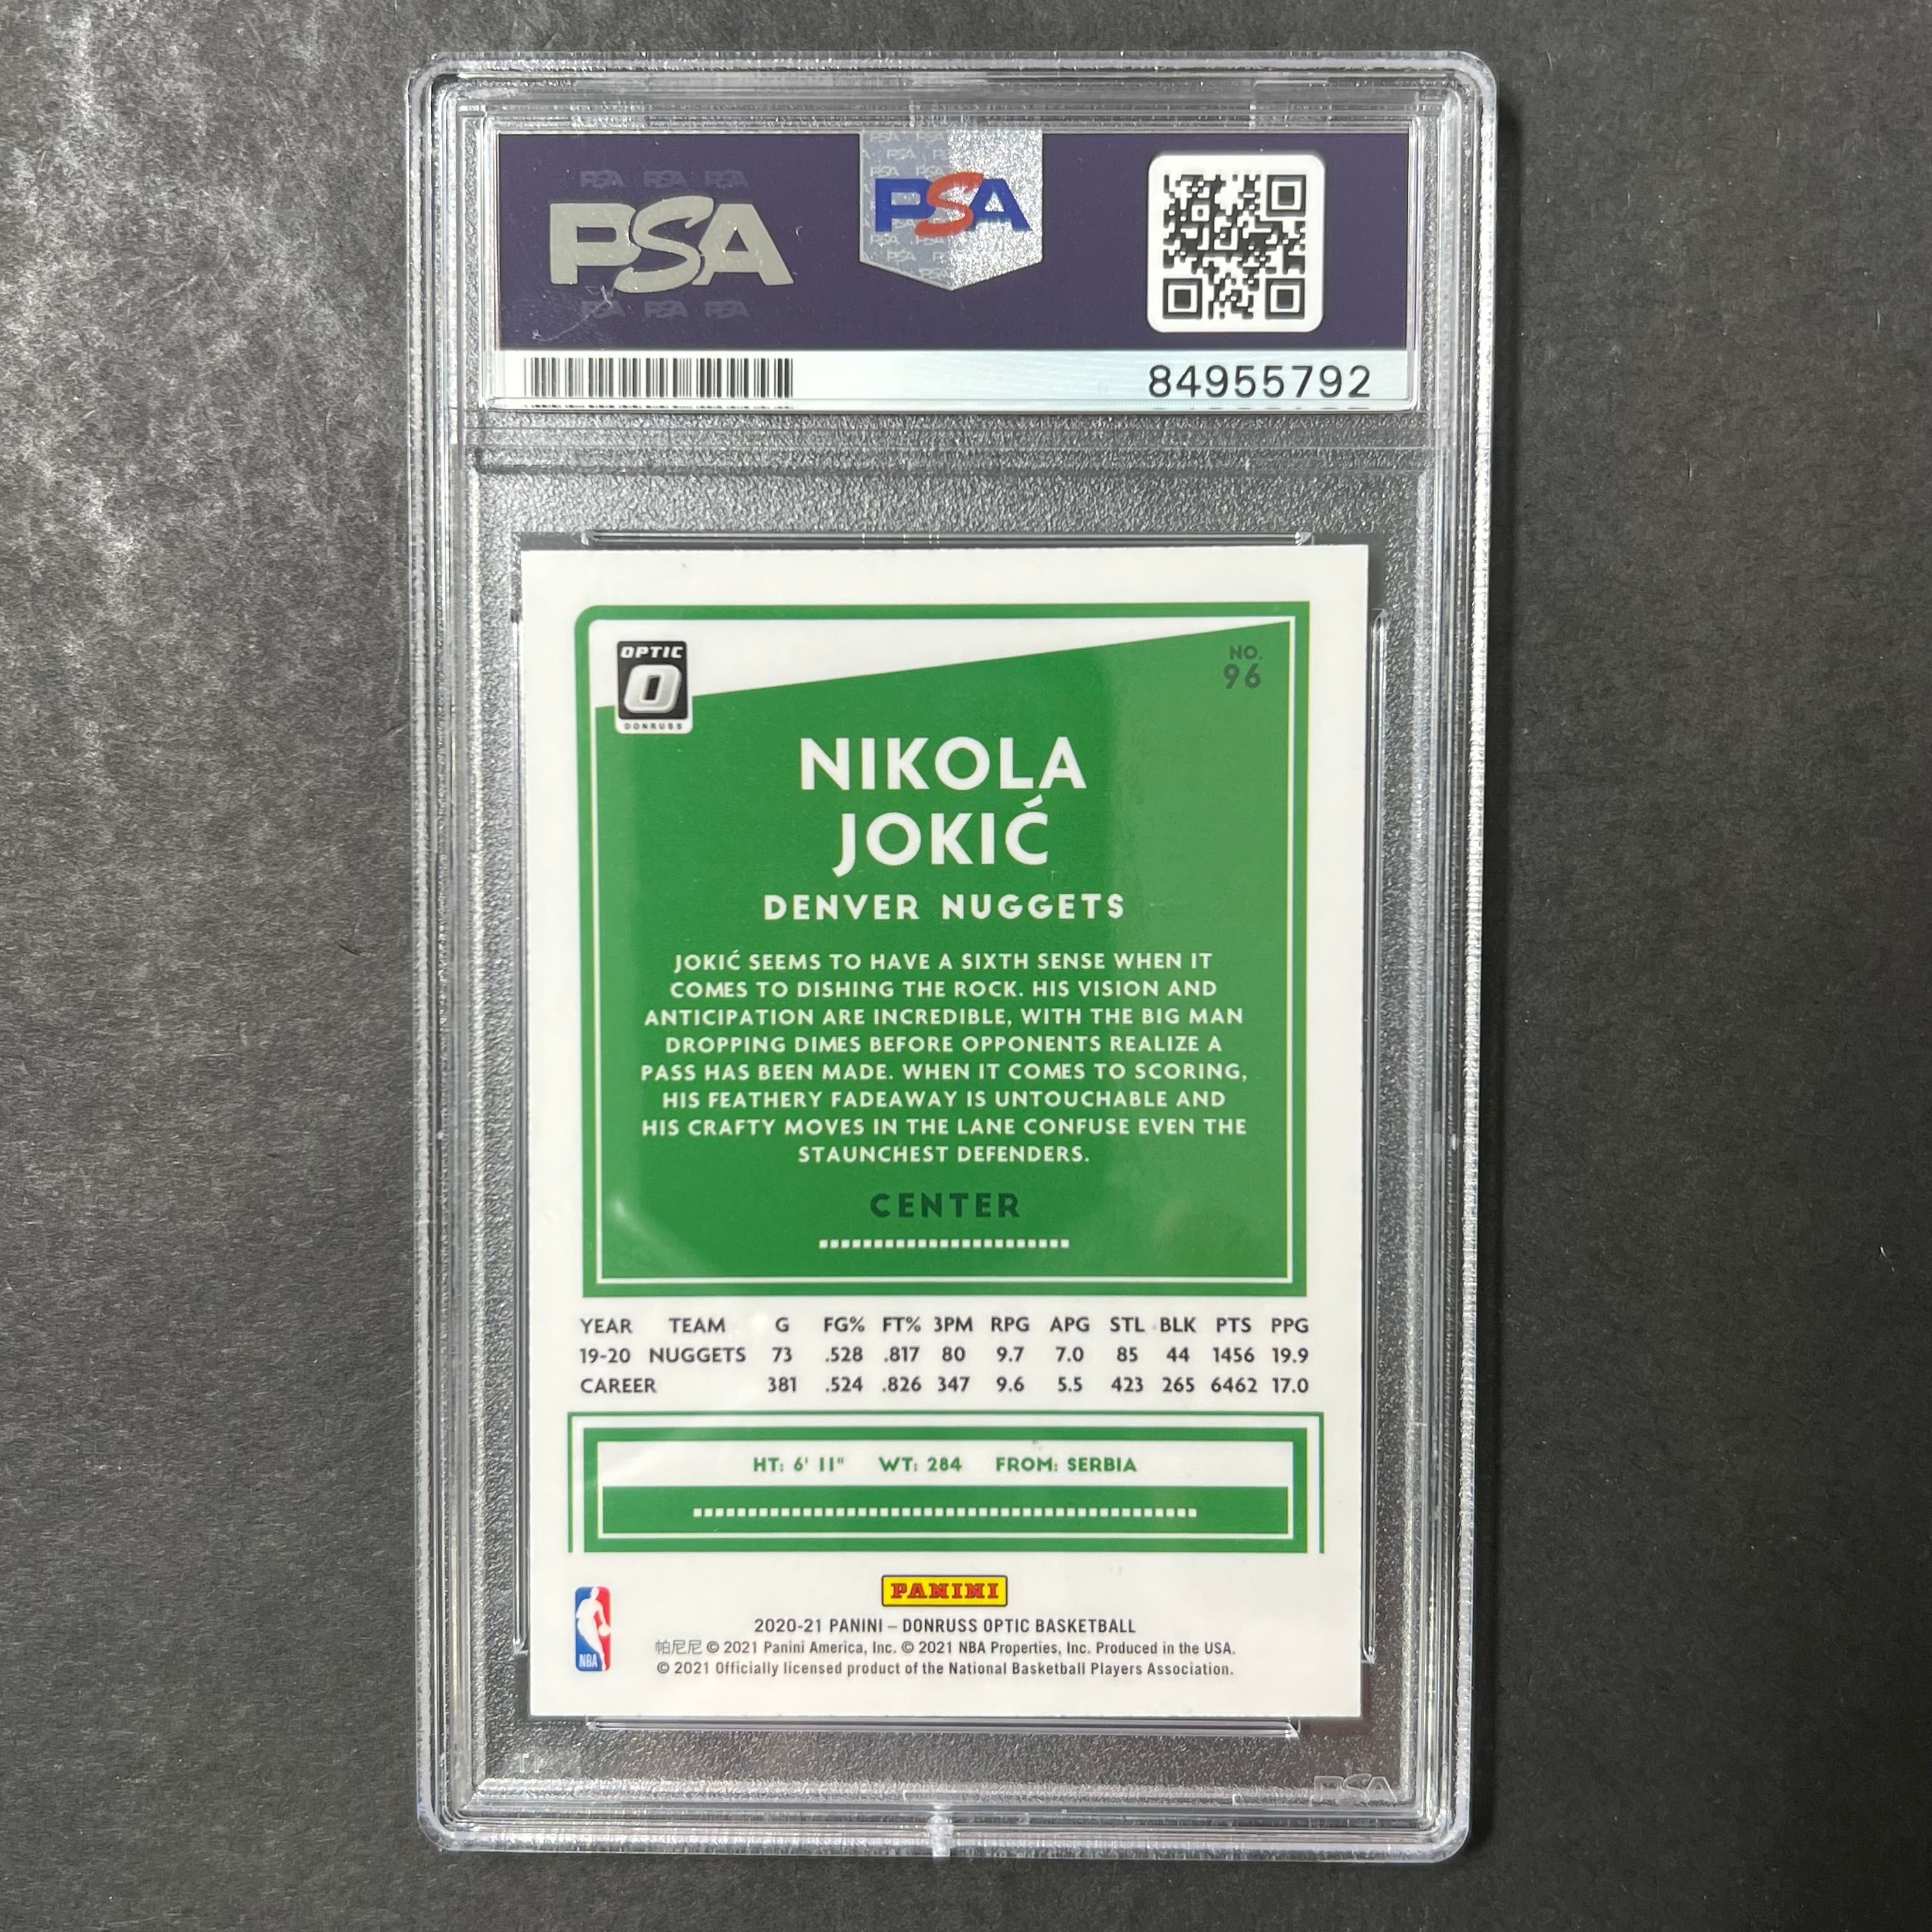 PSA PSA PSA
PSA
PSA PSA PSA
PSA
84955792
OPTIC
DONRUSS
NO.
96
NIKOLA
JOKIĆ
DENVER NUGGETS
JOKIĆ SEEMS TO HAVE A SIXTH SENSE WHEN IT
COMES TO DISHING THE ROCK. HIS VISION AND
ANTICIPATION ARE INCREDIBLE, WITH THE BIG MAN
DROPPING DIMES BEFORE OPPONENTS REALIZE A
PASS HAS BEEN MADE. WHEN IT COMES TO SCORING,
HIS FEATHERY FADEAWAY IS UNTOUCHABLE AND
HIS CRAFTY MOVES IN THE LANE CONFUSE EVEN THE
STAUNCHEST DEFENDERS.
CENTER
YEAR TEAM G FG% FT% 3PM RPG APG STL BLK PTS PPG
19-20 NUGGETS 73 .528 .817 80 9.7 7.0 85 44 1456 19.9
CAREER 381 .524 .826 347 9.6 5.5 423 265 6462 17.0
HT: 6' 11" WT: 284 FROM: SERBIA
PANINI
NBA
2020-21 PANINI – DONRUSS OPTIC BASKETBALL
帕尼尼 © 2021 Panini America, Inc. © 2021 NBA Properties, Inc. Produced in the USA.
© 2021 Officially licensed product of the National Basketball Players Association.
PSA